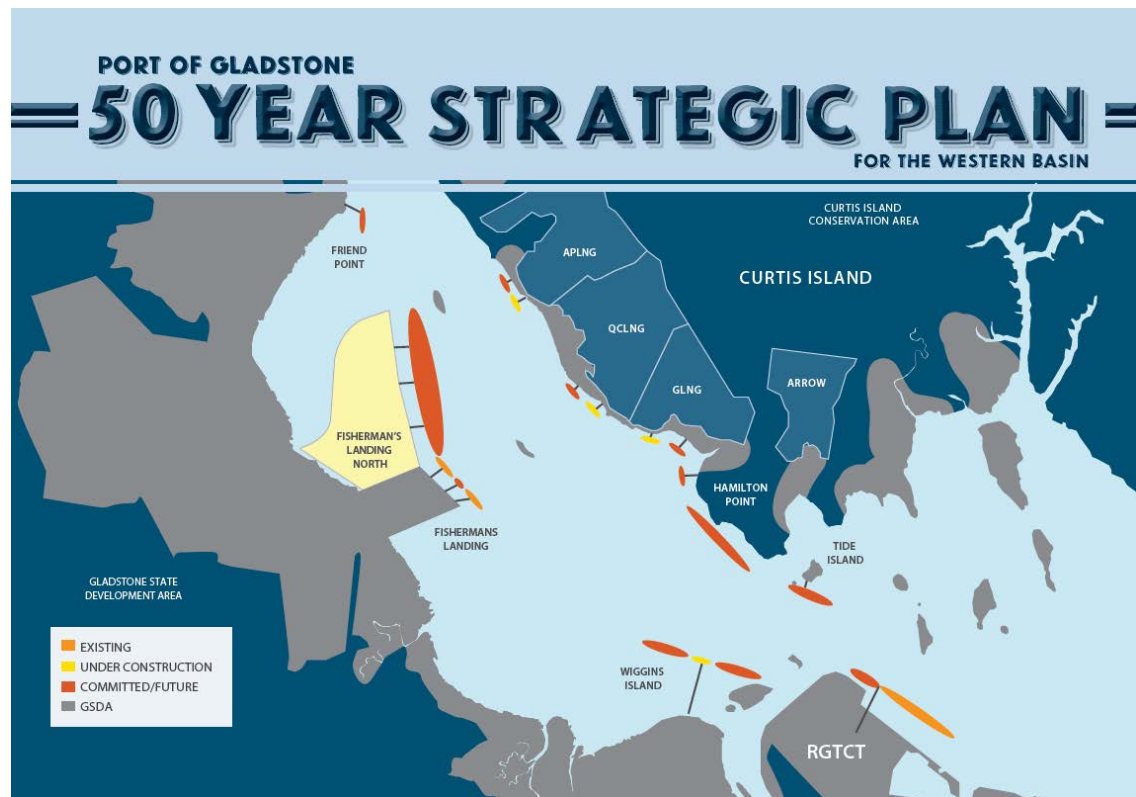 PORT OF GLADSTONE
50 YEAR STRATEGIC PLAN
FOR THE WESTERN BASIN
CURTIS ISLAND
CONSERVATION AREA
FRIEND
POINT
APLNG
CURTIS ISLAND
QCLNG
GLNG
ARROW
FISHERMAN'S
LANDING
NORTH
HAMILTON
POINT
FISHERMANS
LANDING
TIDE
ISLAND
GLADSTONE STATE
DEVELOPMENT AREA
EXISTING
UNDER CONSTRUCTION
COMMITTED/FUTURE
GSDA
WIGGINS
ISLAND
RGTCT